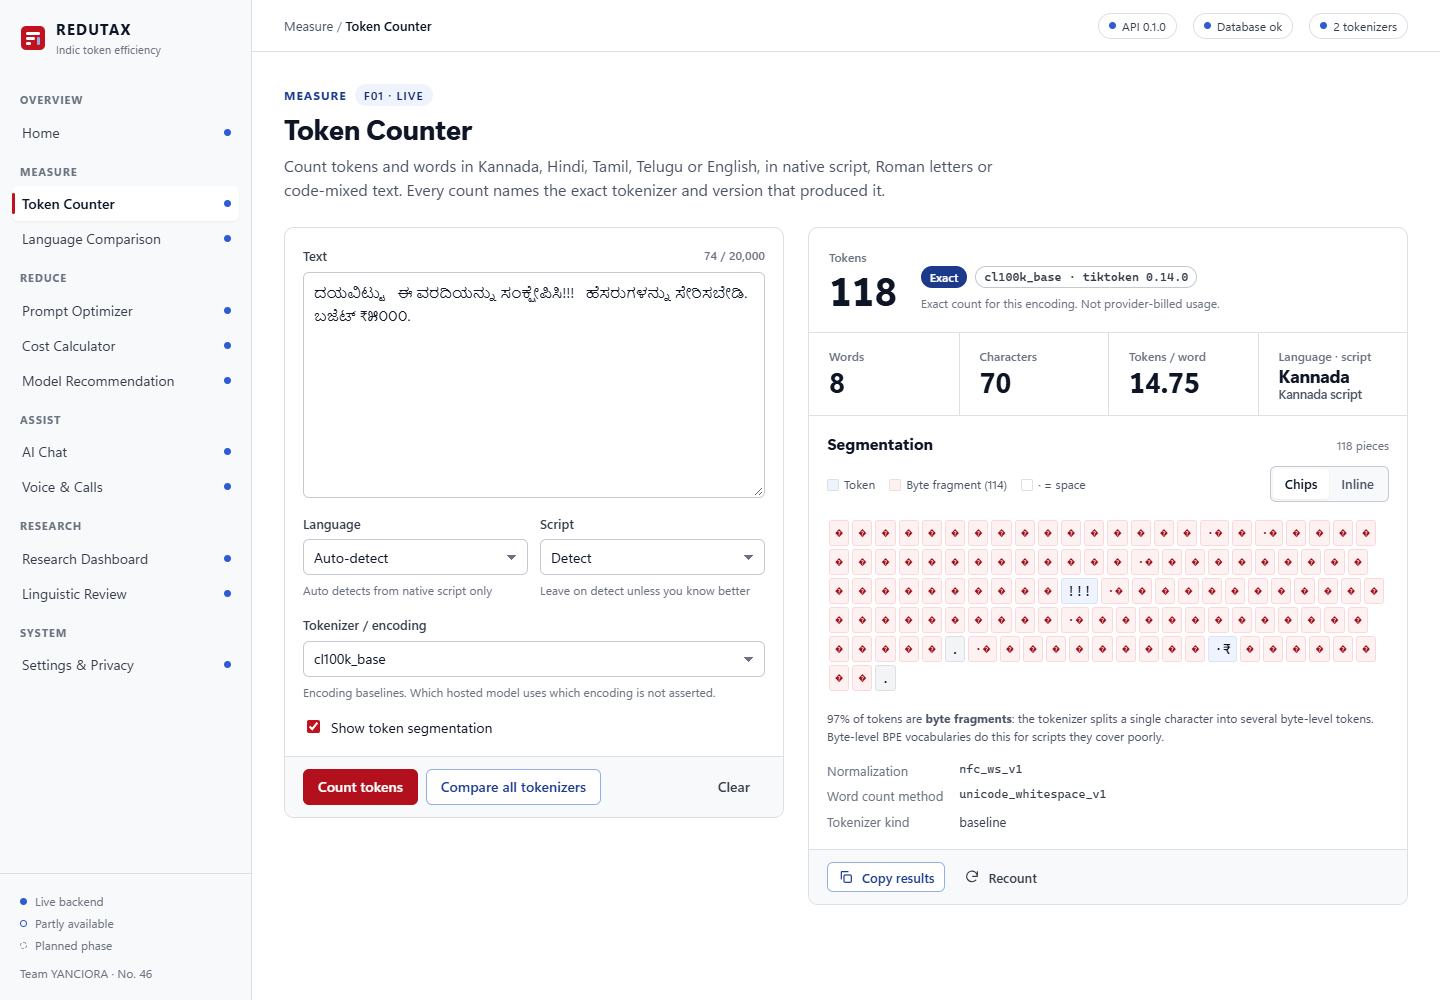 REDUTAX
Indic token efficiency
OVERVIEW
Home
MEASURE
Token Counter
Language Comparison
REDUCE
Prompt Optimizer
Cost Calculator
Model Recommendation
ASSIST
AI Chat
Voice & Calls
RESEARCH
Research Dashboard
Linguistic Review
SYSTEM
Settings & Privacy
Live backend
Partly available
Planned phase
Team YANCIORA · No. 46
Measure / Token Counter
API 0.1.0
Database ok
2 tokenizers
MEASURE F01 · LIVE
Token Counter
Count tokens and words in Kannada, Hindi, Tamil, Telugu or English, in native script, Roman letters or
code-mixed text. Every count names the exact tokenizer and version that produced it.
Text 74 / 20,000
ದಯವಿಟ್ಟು ಈ ವರದಿಯನ್ನು ಸಂಕ್ಷೇಪಿಸಿ!!! ಹೆಸರುಗಳನ್ನು ಸೇರಿಸಬೇಡಿ.
ಬಜೆಟ್ ₹೫೦೦೦.
Language
Auto-detect
Auto detects from native script only
Script
Detect
Leave on detect unless you know better
Tokenizer / encoding
cl100k_base
Encoding baselines. Which hosted model uses which encoding is not asserted.
Show token segmentation
Count tokens
Compare all tokenizers
Clear
Tokens
118
Exact cl100k_base · tiktoken 0.14.0
Exact count for this encoding. Not provider-billed usage.
Words
8
Characters
70
Tokens / word
14.75
Language · script
Kannada
Kannada script
Segmentation 118 pieces
Token Byte fragment (114) · = space
Chips Inline
!!!
.
·₹
.
97% of tokens are byte fragments: the tokenizer splits a single character into several byte-level tokens.
Byte-level BPE vocabularies do this for scripts they cover poorly.
Normalization nfc_ws_v1
Word count method unicode_whitespace_v1
Tokenizer kind baseline
Copy results
Recount